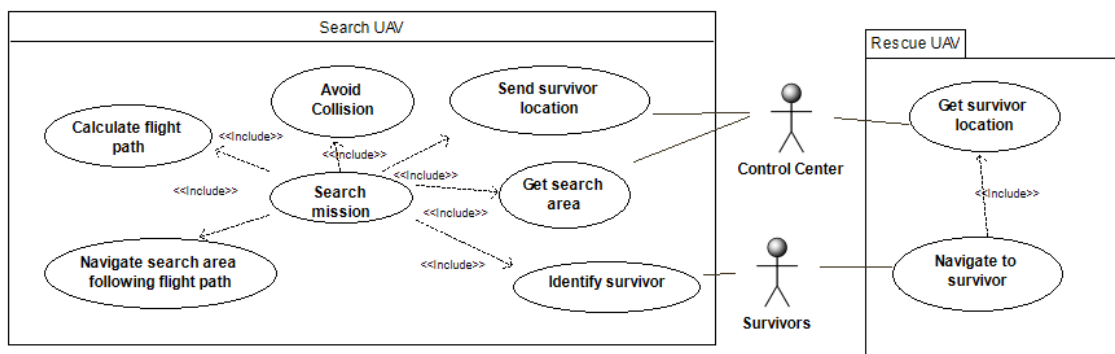 Search UAV
Rescue UAV
Avoid
Collision
Send survivor
location
Calculate flight
path
<<Include>>
<<Include>>
Get survivor
location
Control Center
<<Include>>
Search
mission
<<Include>>
Get search
area
<<Include>>
<<Include>>
Navigate search area
following flight path
<<Include>>
Identify survivor
Navigate to
survivor
Survivors